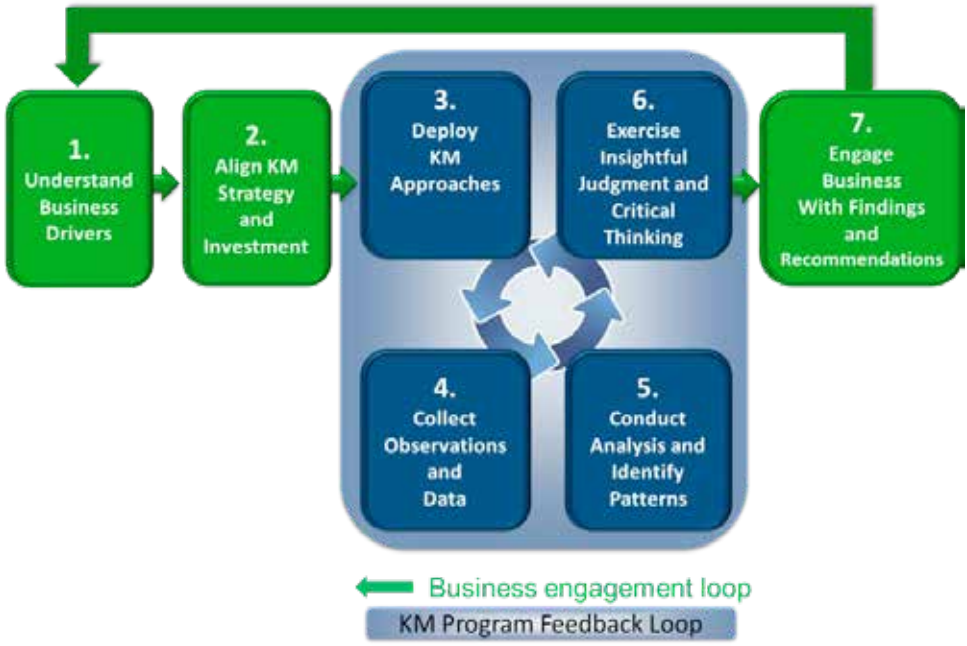 1.
Understand
Business
Drivers
2.
Align KM
Strategy
and
Investment
3.
Deploy
KM
Approaches
4.
Collect
Observations
and
Data
5.
Conduct
Analysis and
Identify
Patterns
6.
Exercise
Insightful
Judgment and
Critical
Thinking
7.
Engage
Business
With Findings
and
Recommendations
Business engagement loop
KM Program Feedback Loop